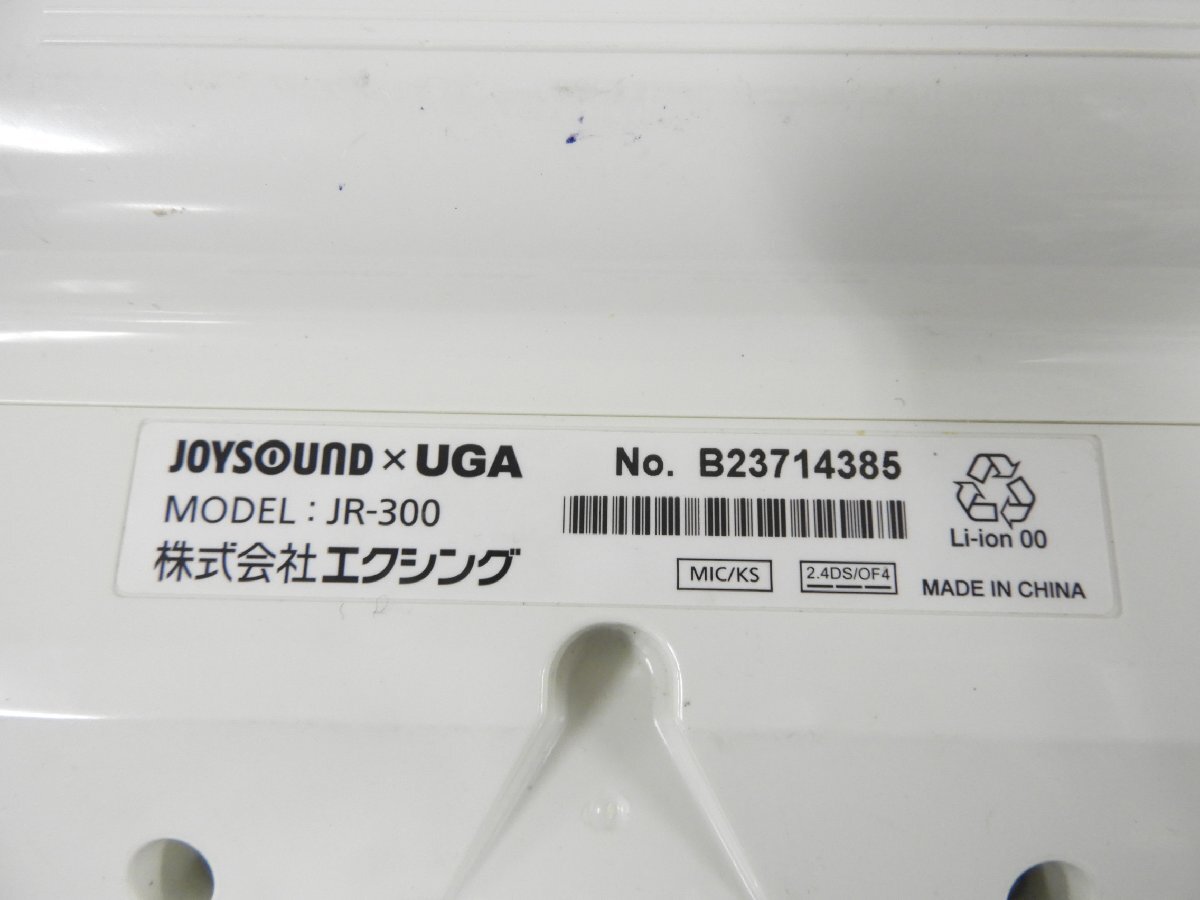 JOYSOUND × UGA
MODEL : JR-300
株式会社エクシング
No. B23714385
MIC/KS
2.4DS/OF4
Li-ion 00
MADE IN CHINA